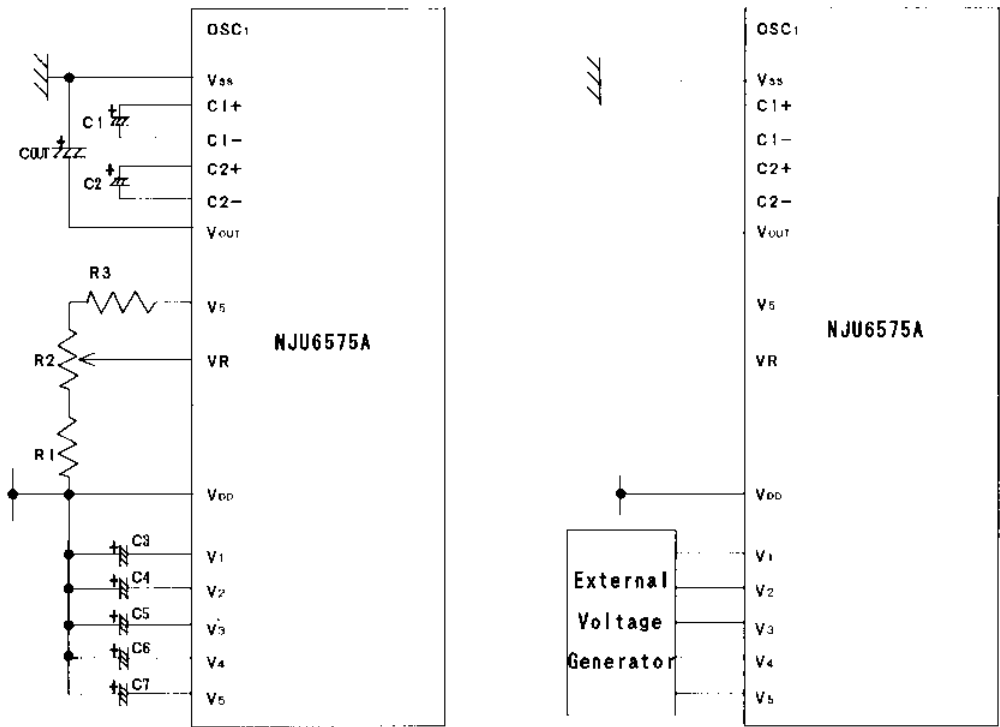 OSC1
VSS
C1+
C1
C1-
COUT
C2+
C2
C2-
VOUT
R3
V5
NJU6575A
R2
VR
R1
VDD
C3
V1
C4
V2
C5
V3
C6
V4
C7
V5
OSC1
VSS
C1+
C1-
C2+
C2-
VOUT
V5
NJU6575A
VR
VDD
V1
External
V2
Voltage
V3
Generator
V4
V5